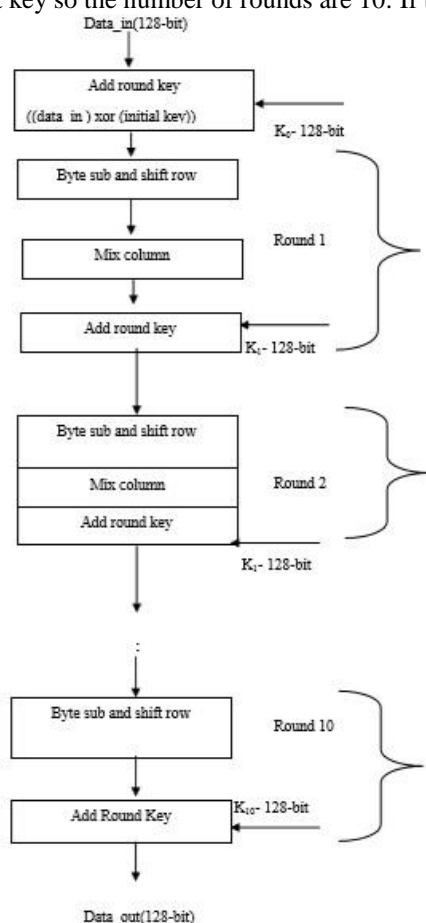 key so the number of rounds are 10. If
Data_in(128-bit)
Add round key
((data in ) xor (initial key))
K₀- 128-bit
Byte sub and shift row
Round 1
Mix column
Add round key
K₁- 128-bit
Byte sub and shift row
Mix column
Round 2
Add round key
K₁- 128-bit
:
Byte sub and shift row
Round 10
K₁₀- 128-bit
Add Round Key
Data_out(128-bit)